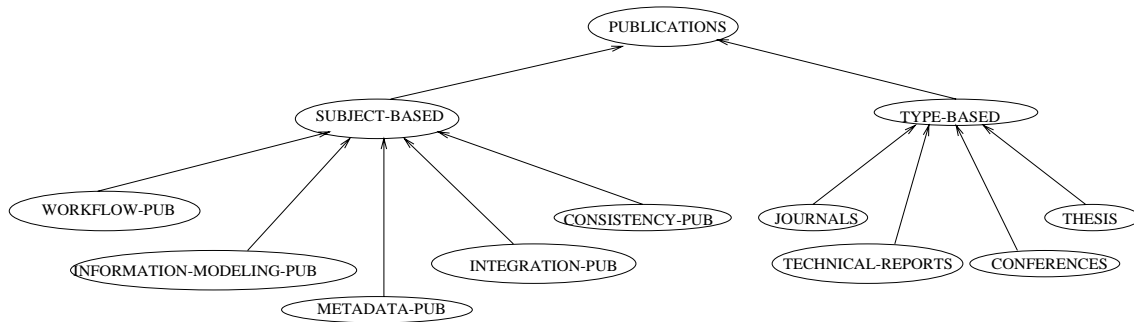 PUBLICATIONS
SUBJECT-BASED
TYPE-BASED
WORKFLOW-PUB
CONSISTENCY-PUB
JOURNALS
THESIS
INFORMATION-MODELING-PUB
INTEGRATION-PUB
TECHNICAL-REPORTS
CONFERENCES
METADATA-PUB